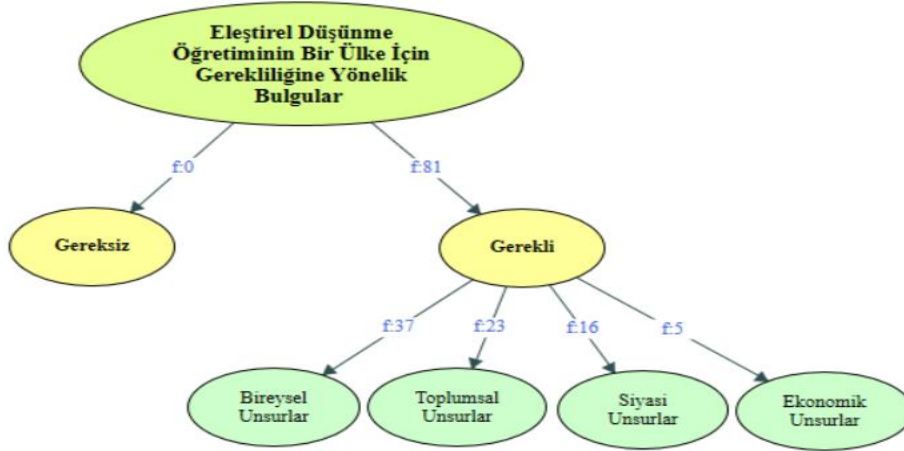 Eleştirel Düşünme
Öğretiminin Bir Ülke İçin
Gerekliliğine Yönelik
Bulgular
f:0
f:81
Gereksiz
Gerekli
f:37
f:23
f:16
f:5
Bireysel
Unsurlar
Toplumsal
Unsurlar
Siyasi
Unsurlar
Ekonomik
Unsurlar